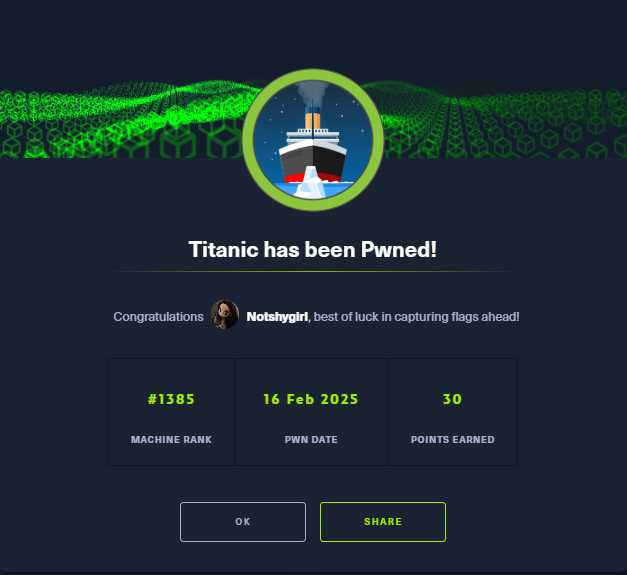 Titanic has been Pwned!
Congratulations Notshygirl, best of luck in capturing flags ahead!
#1385 16 Feb 2025 30
MACHINE RANK PWN DATE POINTS EARNED
OK SHARE